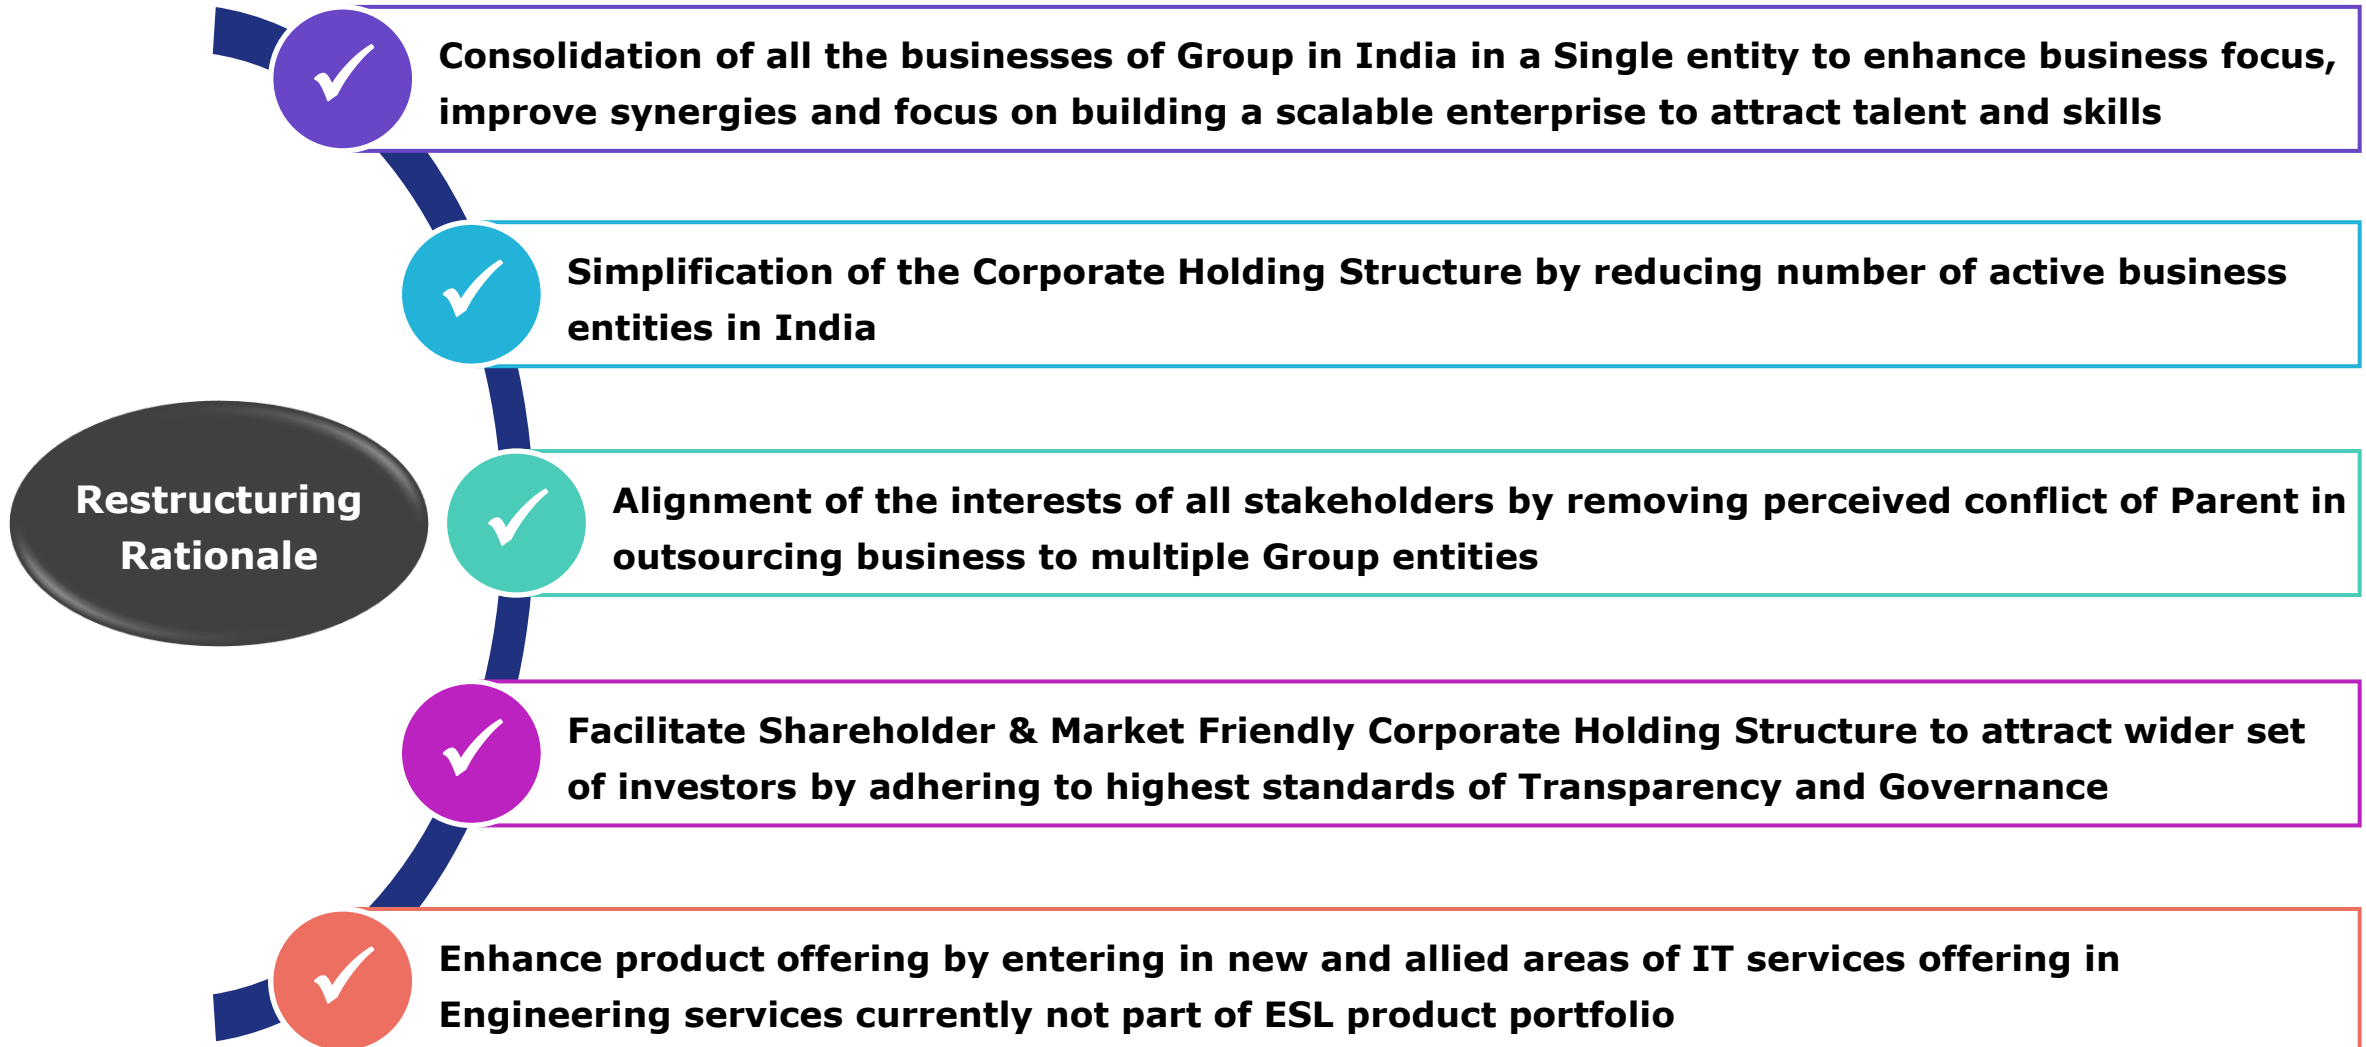 Consolidation of all the businesses of Group in India in a Single entity to enhance business focus,
improve synergies and focus on building a scalable enterprise to attract talent and skills
Simplification of the Corporate Holding Structure by reducing number of active business
entities in India
Restructuring
Rationale
Alignment of the interests of all stakeholders by removing perceived conflict of Parent in
outsourcing business to multiple Group entities
Facilitate Shareholder & Market Friendly Corporate Holding Structure to attract wider set
of investors by adhering to highest standards of Transparency and Governance
Enhance product offering by entering in new and allied areas of IT services offering in
Engineering services currently not part of ESL product portfolio